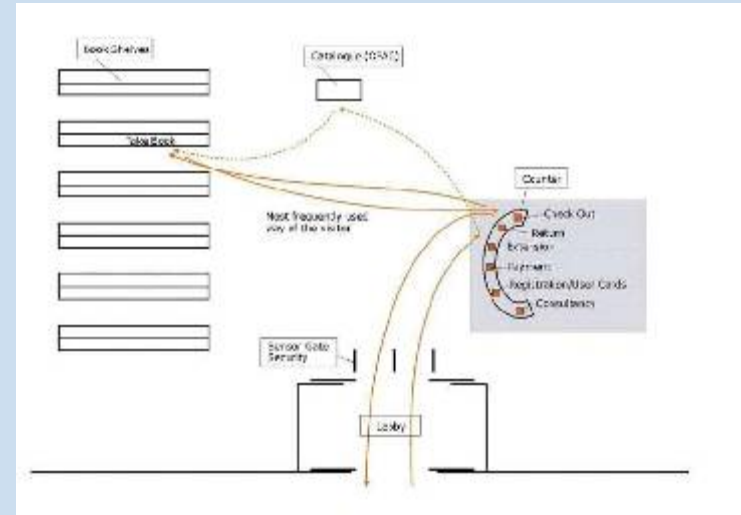 Book Shelves
Catalogue (OPAC)
Take Book
Counter
Check Out
Return
Extension
Payment
Registration/User Cards
Consultancy
Most frequently used
way of the visitor
Sensor Gate
Security
Lobby